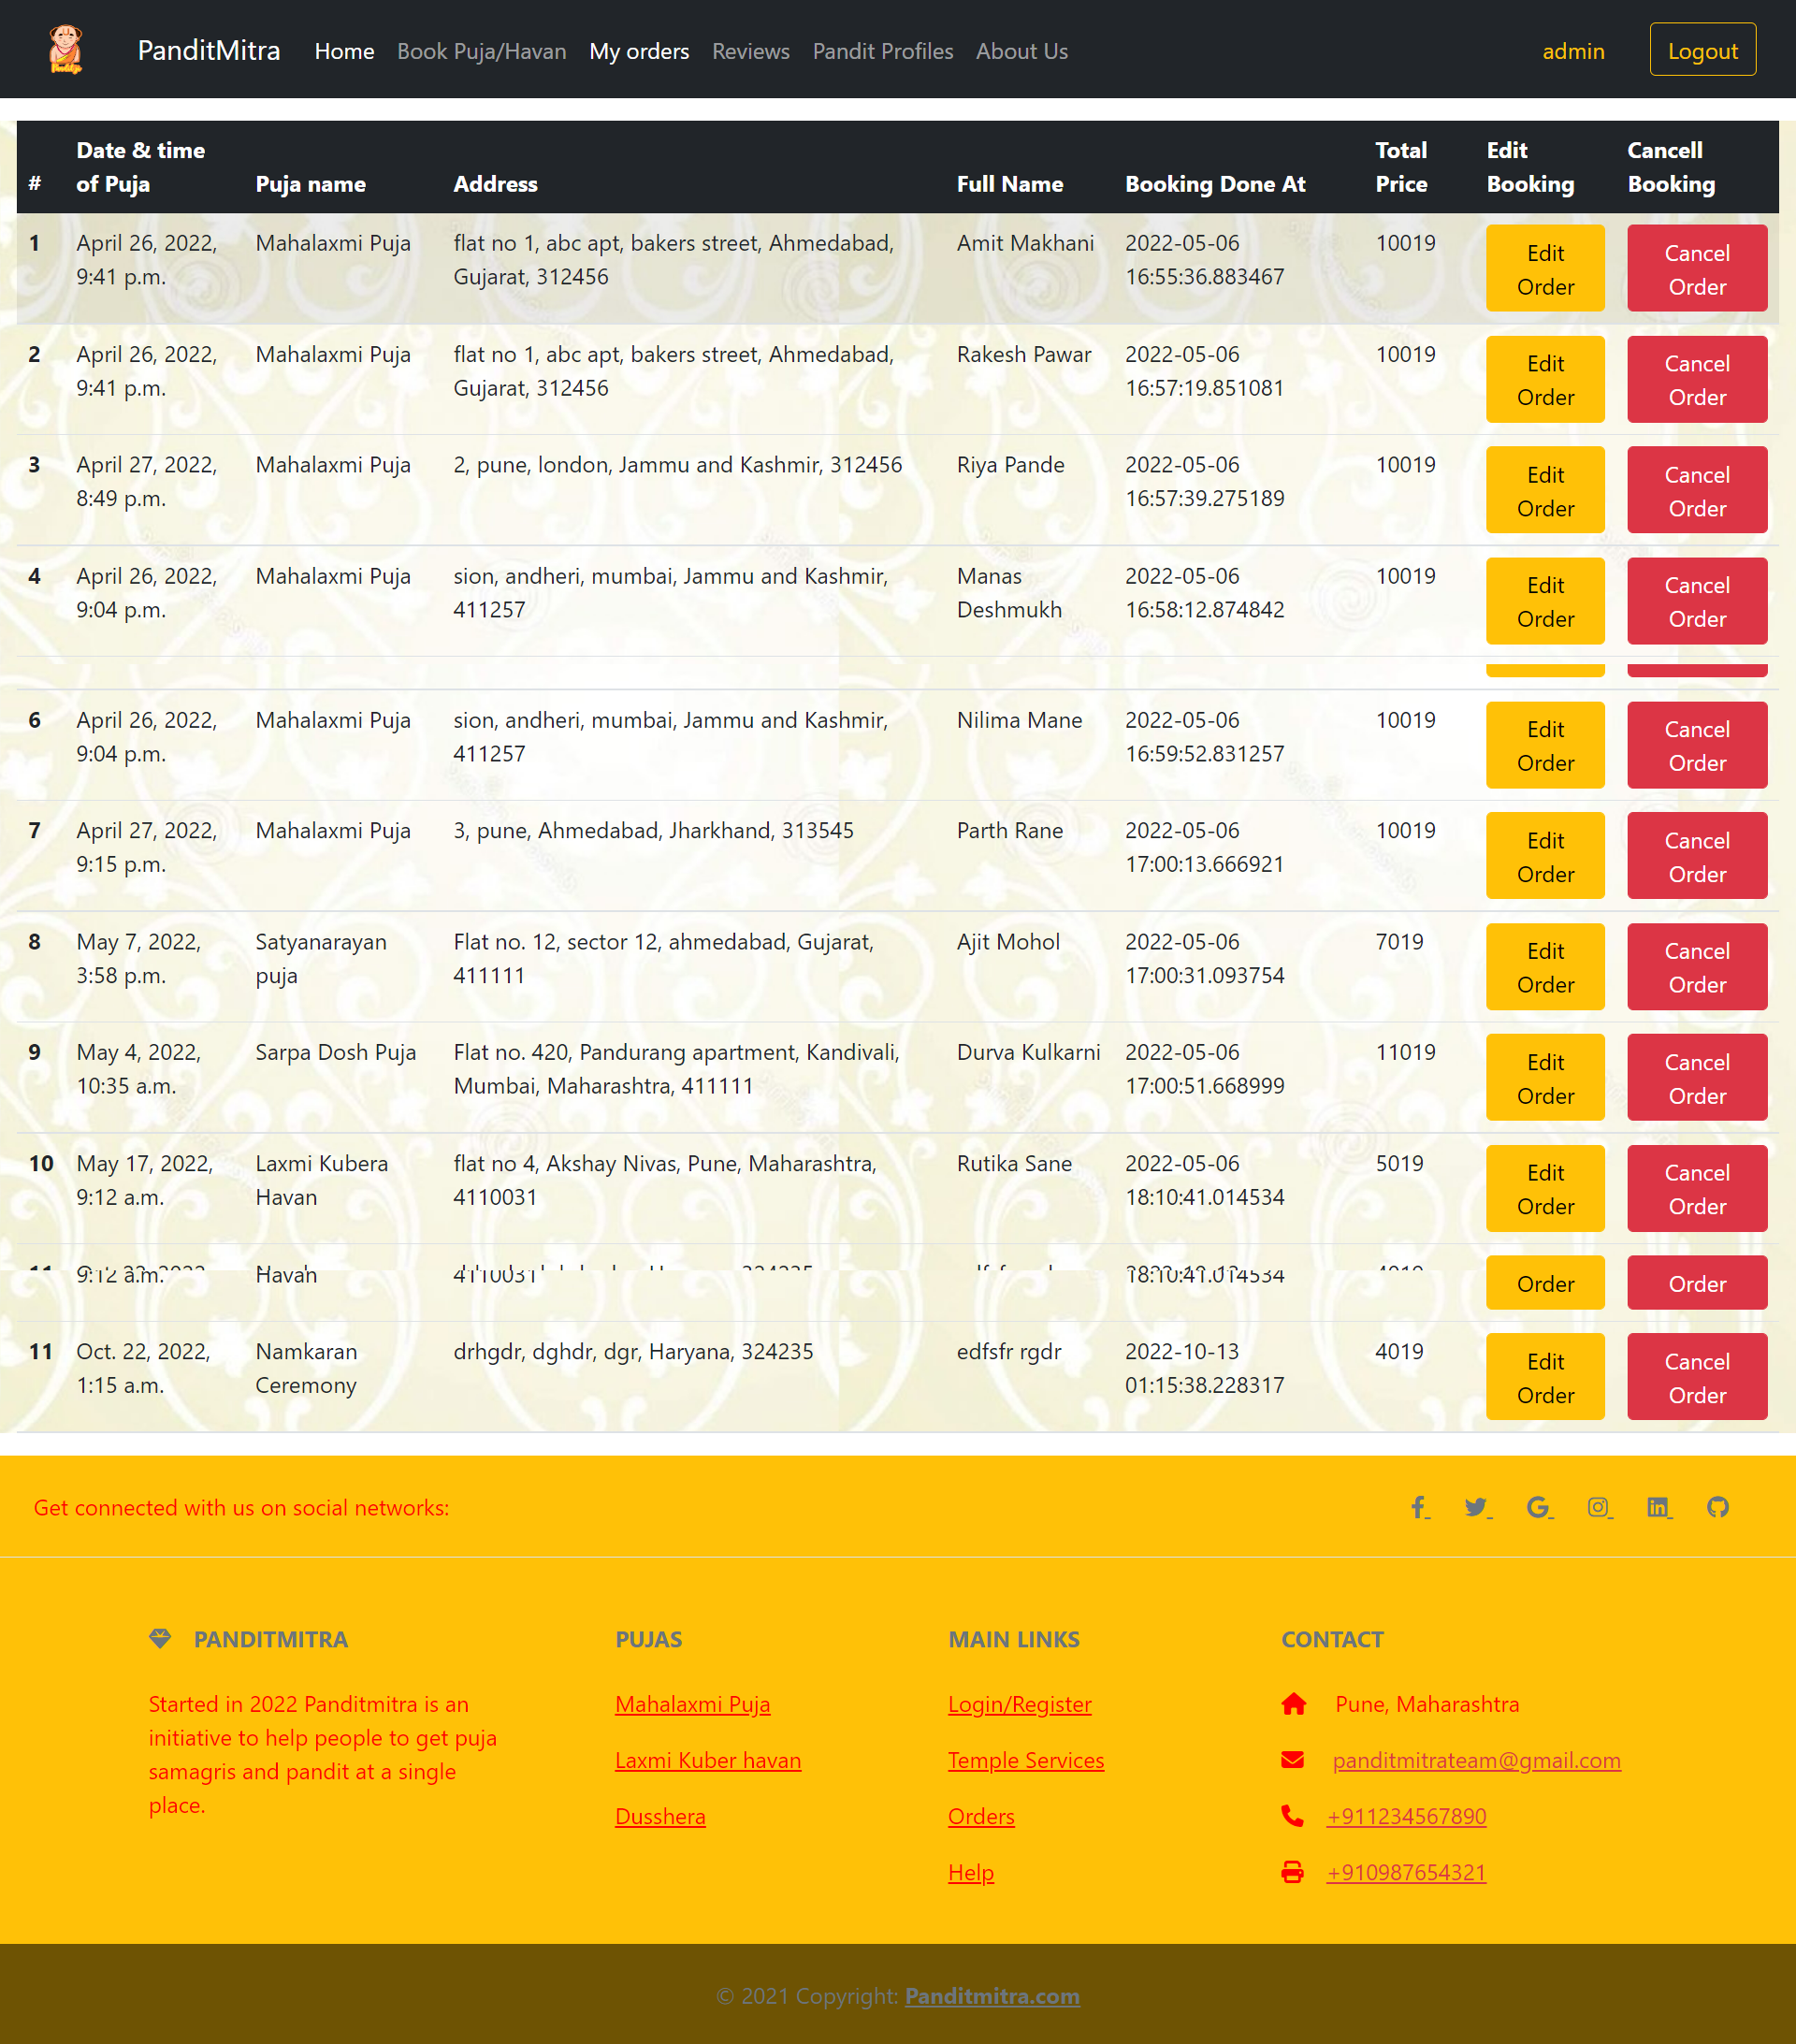 PanditMitra Home Book Puja/Havan My orders Reviews Pandit Profiles About Us admin Logout
# Date & time of Puja Puja name Address Full Name Booking Done At Total Price Edit Booking Cancell Booking
1 April 26, 2022, Mahalaxmi Puja flat no 1, abc apt, bakers street, Ahmedabad, Amit Makhani 2022-05-06 10019 Edit Cancel
9:41 p.m. Gujarat, 312456 16:55:36.883467 Order Order
2 April 26, 2022, Mahalaxmi Puja flat no 1, abc apt, bakers street, Ahmedabad, Rakesh Pawar 2022-05-06 10019 Edit Cancel
9:41 p.m. Gujarat, 312456 16:57:19.851081 Order Order
3 April 27, 2022, Mahalaxmi Puja 2, pune, london, Jammu and Kashmir, 312456 Riya Pande 2022-05-06 10019 Edit Cancel
8:49 p.m. 16:57:39.275189 Order Order
4 April 26, 2022, Mahalaxmi Puja sion, andheri, mumbai, Jammu and Kashmir, Manas 2022-05-06 10019 Edit Cancel
9:04 p.m. 411257 Deshmukh 16:58:12.874842 Order Order
6 April 26, 2022, Mahalaxmi Puja sion, andheri, mumbai, Jammu and Kashmir, Nilima Mane 2022-05-06 10019 Edit Cancel
9:04 p.m. 411257 16:59:52.831257 Order Order
7 April 27, 2022, Mahalaxmi Puja 3, pune, Ahmedabad, Jharkhand, 313545 Parth Rane 2022-05-06 10019 Edit Cancel
9:15 p.m. 17:00:13.666921 Order Order
8 May 7, 2022, Satyanarayan Flat no. 12, sector 12, ahmedabad, Gujarat, Ajit Mohol 2022-05-06 7019 Edit Cancel
3:58 p.m. puja 411111 17:00:31.093754 Order Order
9 May 4, 2022, Sarpa Dosh Puja Flat no. 420, Pandurang apartment, Kandivali, Durva Kulkarni 2022-05-06 11019 Edit Cancel
10:35 a.m. Mumbai, Maharashtra, 411111 17:00:51.668999 Order Order
10 May 17, 2022, Laxmi Kubera flat no 4, Akshay Nivas, Pune, Maharashtra, Rutika Sane 2022-05-06 5019 Edit Cancel
9:12 a.m. Havan 4110031 18:10:41.014534 Order Order
9:12 a.m. Havan 4110031 18:10:41.014534 Order Order
11 Oct. 22, 2022, Namkaran drhgdr, dghdr, dgr, Haryana, 324235 edfsfr rgdr 2022-10-13 4019 Edit Cancel
1:15 a.m. Ceremony 01:15:38.228317 Order Order
Get connected with us on social networks:
PANDITMITRA
Started in 2022 Panditmitra is an
initiative to help people to get puja
samagris and pandit at a single
place.
PUJAS
Mahalaxmi Puja
Laxmi Kuber havan
Dusshera
MAIN LINKS
Login/Register
Temple Services
Orders
Help
CONTACT
Pune, Maharashtra
panditmitrateam@gmail.com
+911234567890
+910987654321
© 2021 Copyright: Panditmitra.com